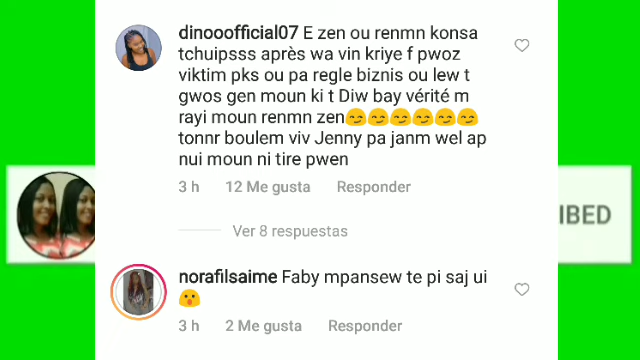 dinooofficial07 E zen ou renmn konsa
tchuipsss après wa vin kriye f pwoz
viktim pks ou pa regle biznis ou lew t
gwos gen moun ki t Diw bay vérité m
rayi moun renmn zen😏😏😏😏😏😏
tonnr boulem viv Jenny pa janm wel ap
nui moun ni tire pwen
3 h 12 Me gusta Responder
Ver 8 respuestas
IBED
norafilsaime Faby mpansew te pi saj ui
😮
3 h 2 Me gusta Responder